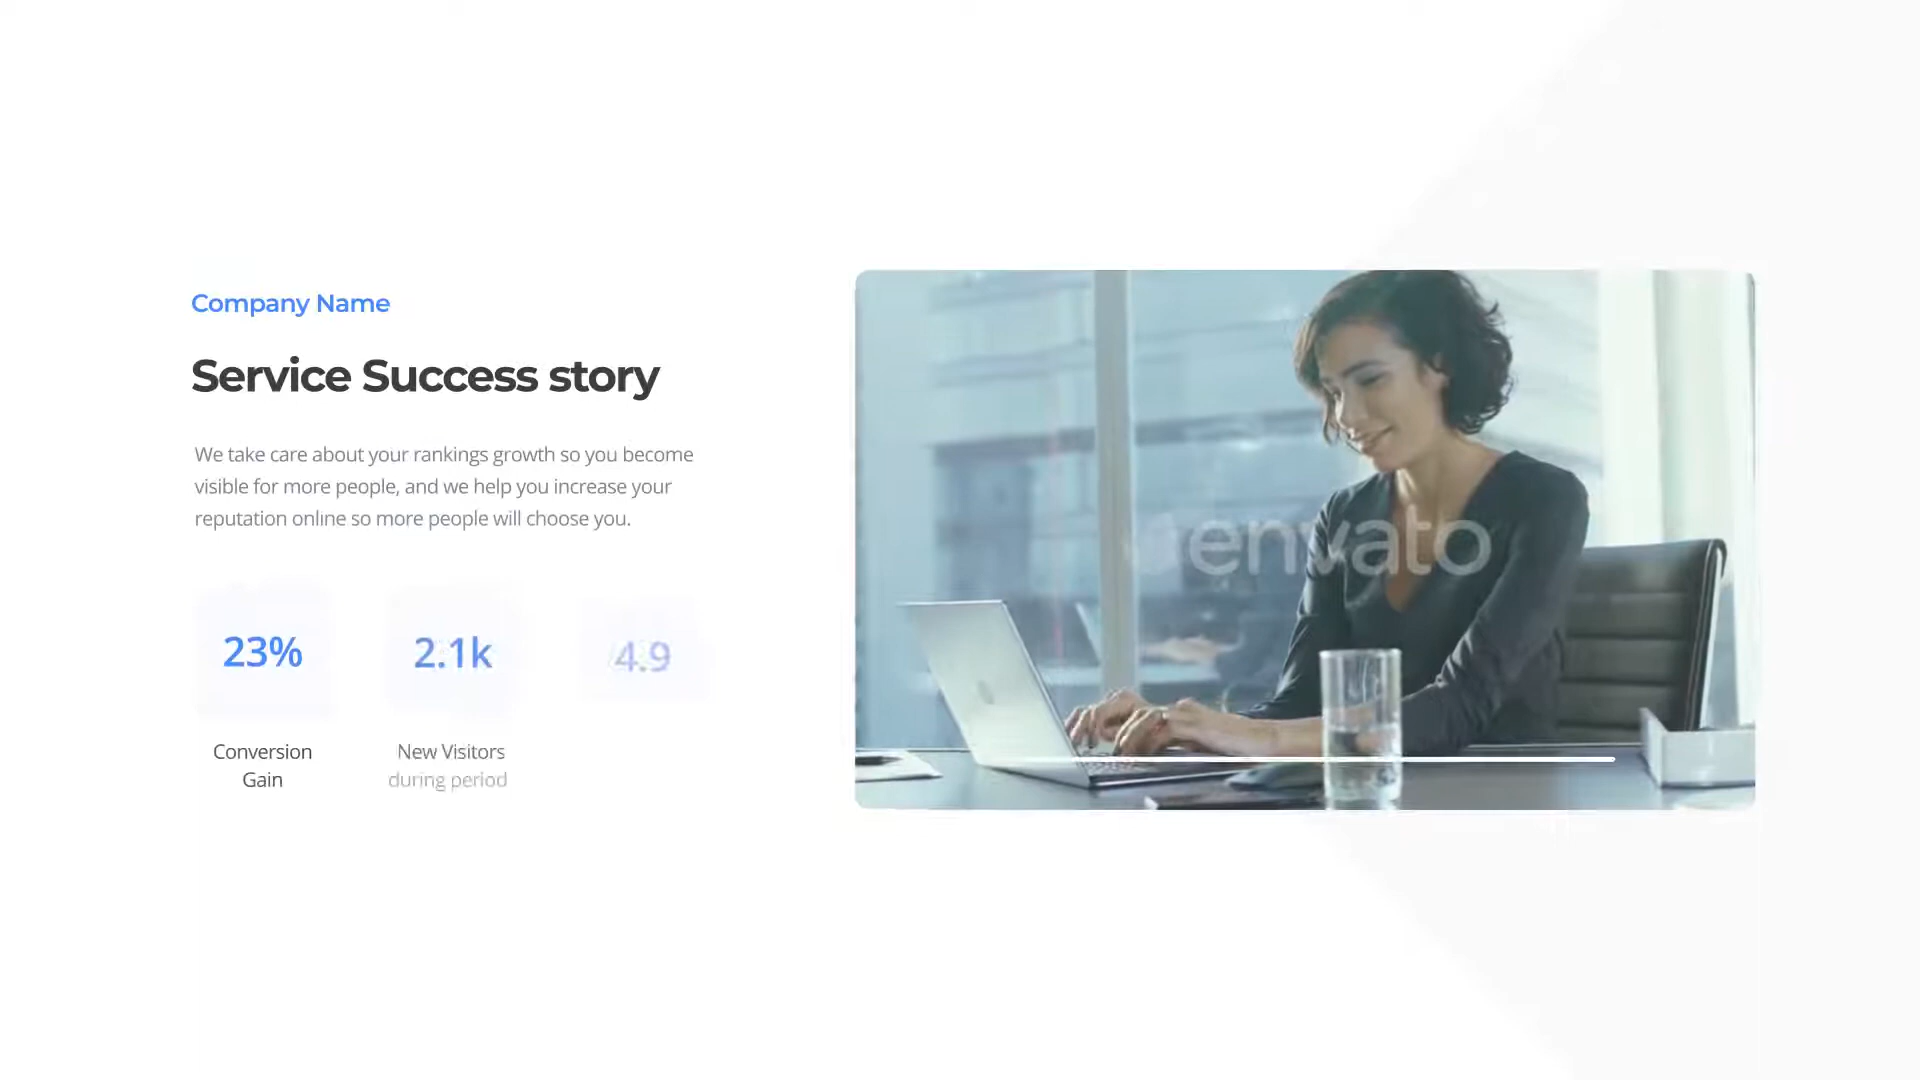 Company Name
Service Success story
We take care about your rankings growth so you become
visible for more people, and we help you increase your
reputation online so more people will choose you.
23%
2.1k
4.9
Conversion
Gain
New Visitors
during period
envato